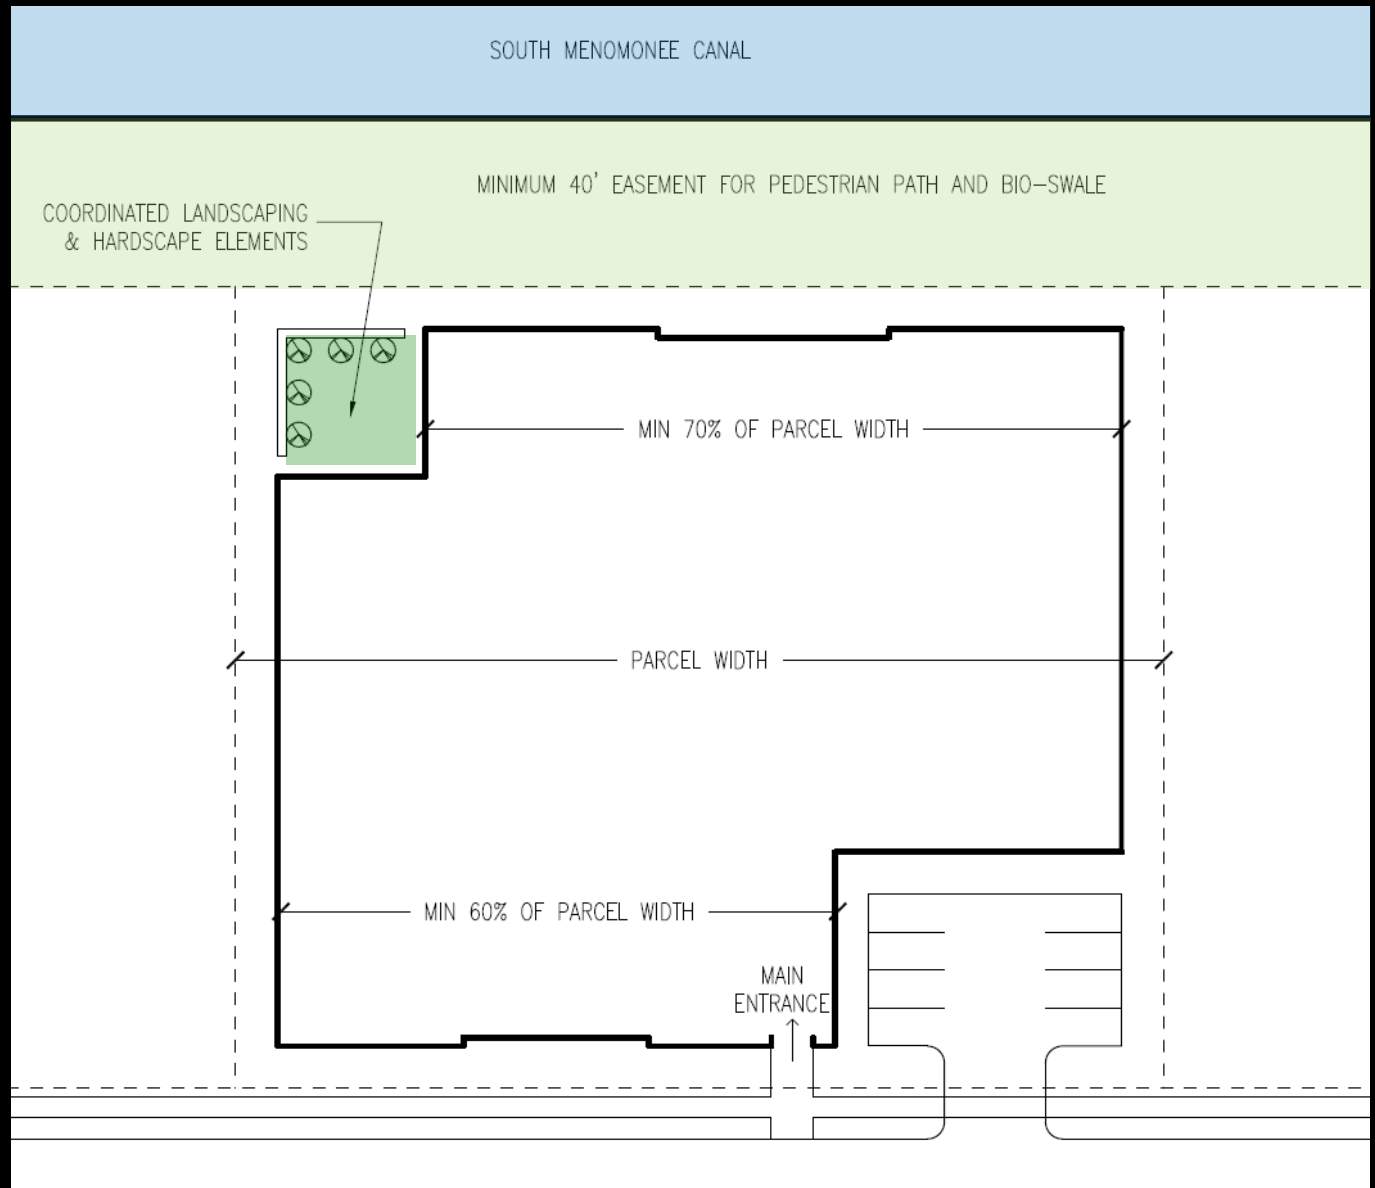 SOUTH MENOMONEE CANAL
MINIMUM 40' EASEMENT FOR PEDESTRIAN PATH AND BIO-SWALE
COORDINATED LANDSCAPING
& HARDSCAPE ELEMENTS
MIN 70% OF PARCEL WIDTH
PARCEL WIDTH
MIN 60% OF PARCEL WIDTH
MAIN
ENTRANCE